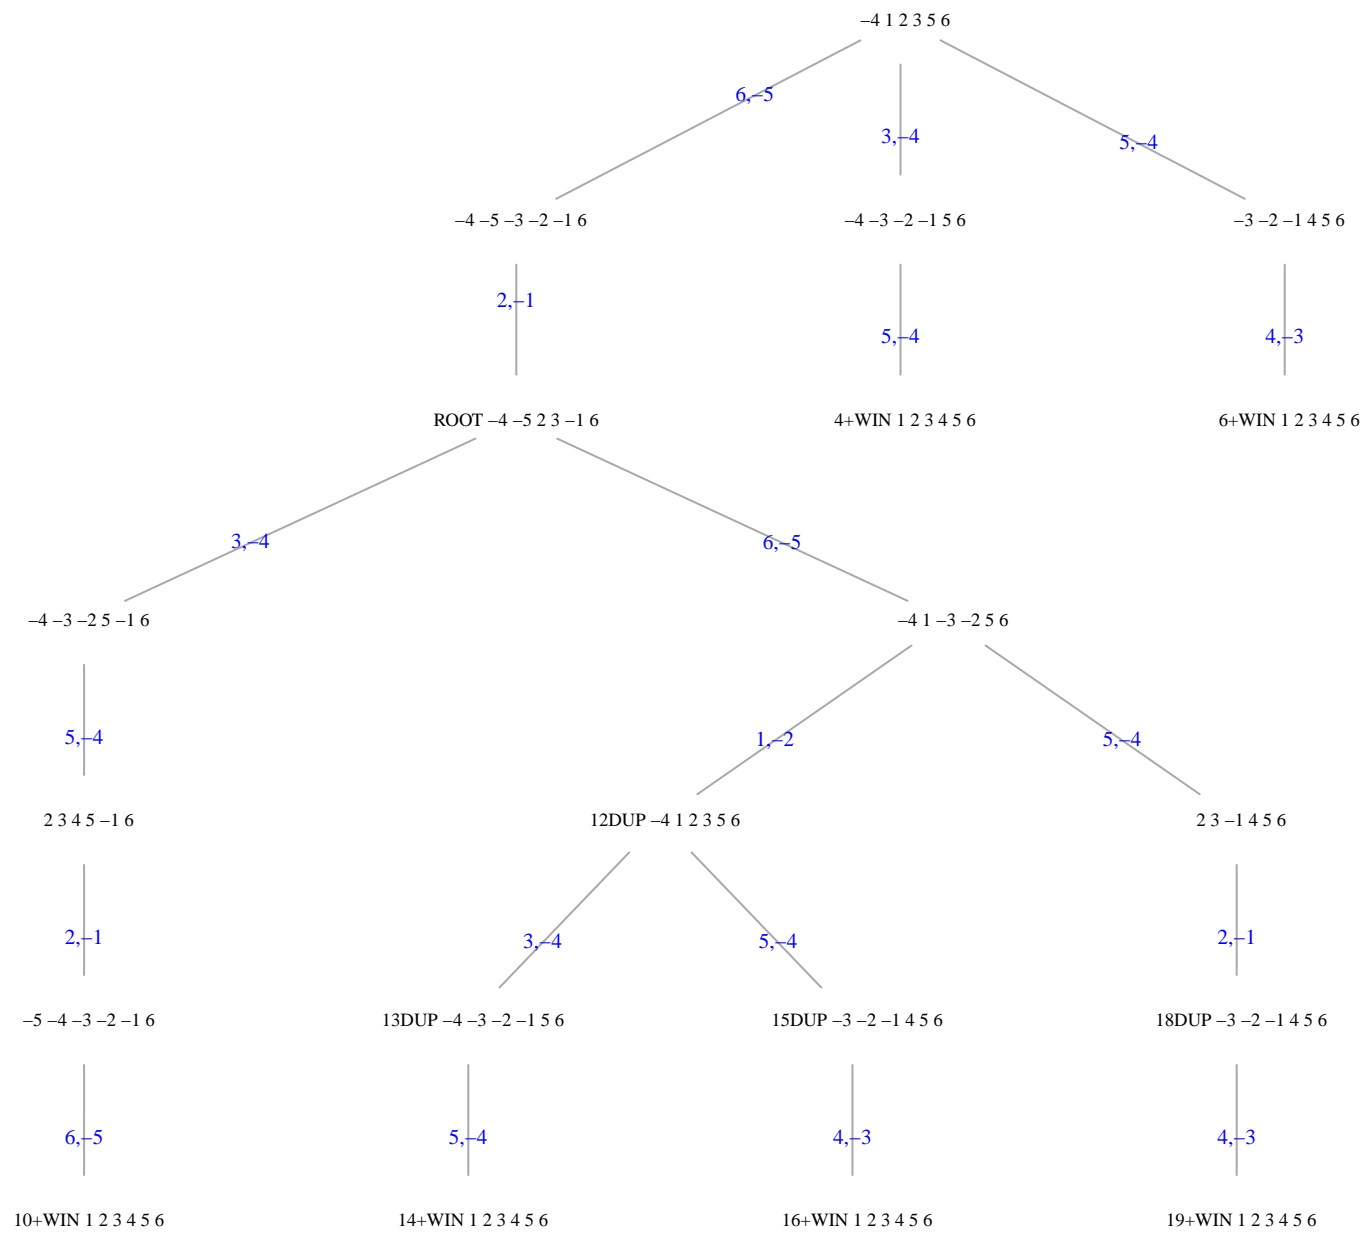 –4 1 2 3 5 6
6,–5
3,–4
5,–4
–4 –5 –3 –2 –1 6
–4 –3 –2 –1 5 6
–3 –2 –1 4 5 6
2,–1
5,–4
4,–3
ROOT –4 –5 2 3 –1 6
4+WIN 1 2 3 4 5 6
6+WIN 1 2 3 4 5 6
3,–4
6,–5
–4 –3 –2 5 –1 6
–4 1 –3 –2 5 6
5,–4
1,–2
5,–4
2 3 4 5 –1 6
12DUP –4 1 2 3 5 6
2 3 –1 4 5 6
2,–1
3,–4
5,–4
2,–1
–5 –4 –3 –2 –1 6
13DUP –4 –3 –2 –1 5 6
15DUP –3 –2 –1 4 5 6
18DUP –3 –2 –1 4 5 6
6,–5
5,–4
4,–3
4,–3
10+WIN 1 2 3 4 5 6
14+WIN 1 2 3 4 5 6
16+WIN 1 2 3 4 5 6
19+WIN 1 2 3 4 5 6